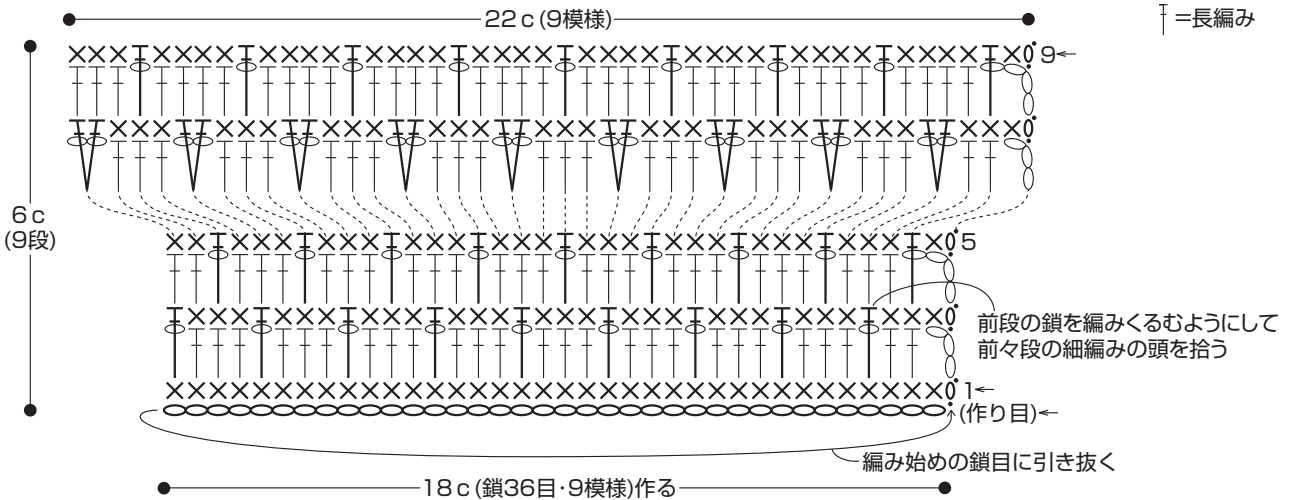 22c(9模様)
=長編み
9
6c
(9段)
5
前段の鎖を編みくるむようにして
前々段の細編みの頭を拾う
1
(作り目)
編み始めの鎖目に引き抜く
18c(鎖36目・9模様)作る